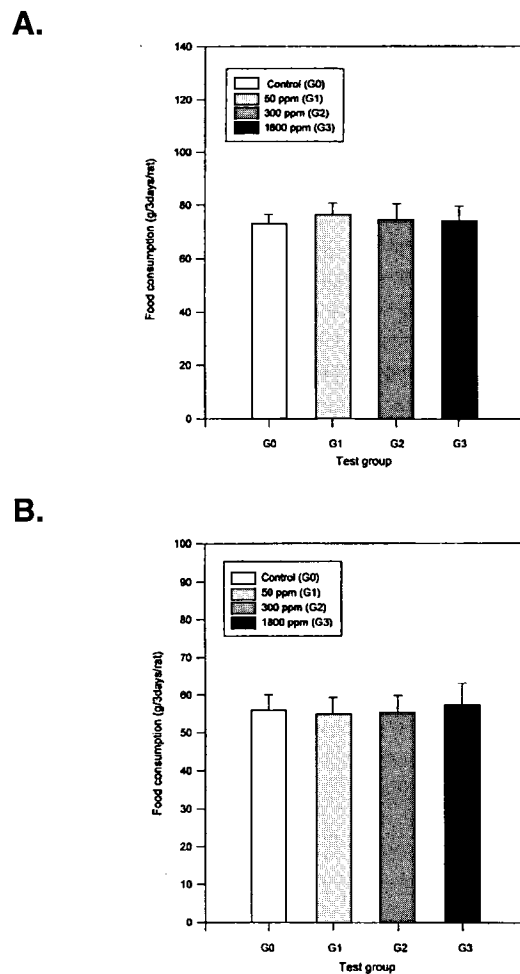 A.
140
120
100
80
60
40
20
0
Food consumption (g/3days/rat)
Control (G0)
50 ppm (G1)
300 ppm (G2)
1800 ppm (G3)
G0 G1 G2 G3
Test group
B.
100
90
80
70
60
50
40
30
20
10
0
Food consumption (g/3days/rat)
Control (G0)
50 ppm (G1)
300 ppm (G2)
1800 ppm (G3)
G0 G1 G2 G3
Test group